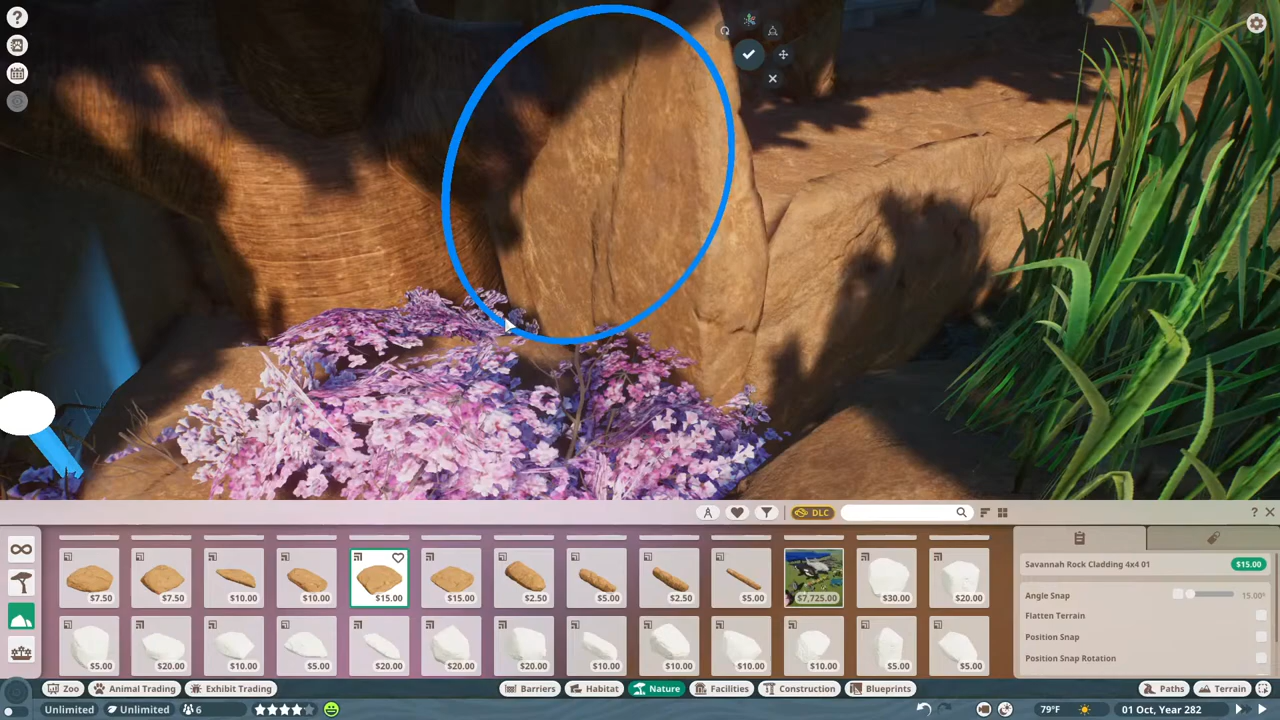 DLC
$7.50
$7.50
$10.00
$10.00
$15.00
$15.00
$2.50
$5.00
$2.50
$5.00
$7,725.00
$30.00
$20.00
$5.00
$20.00
$10.00
$5.00
$20.00
$20.00
$20.00
$10.00
$10.00
$10.00
$10.00
$5.00
$5.00
?
?
Savannah Rock Cladding 4x4 01
$15.00
Angle Snap
15.00°
Flatten Terrain
Position Snap
Position Snap Rotation
Zoo
Animal Trading
Exhibit Trading
Barriers
Habitat
Nature
Facilities
Construction
Blueprints
Paths
Terrain
Unlimited
Unlimited
6
79°F
01 Oct, Year 282